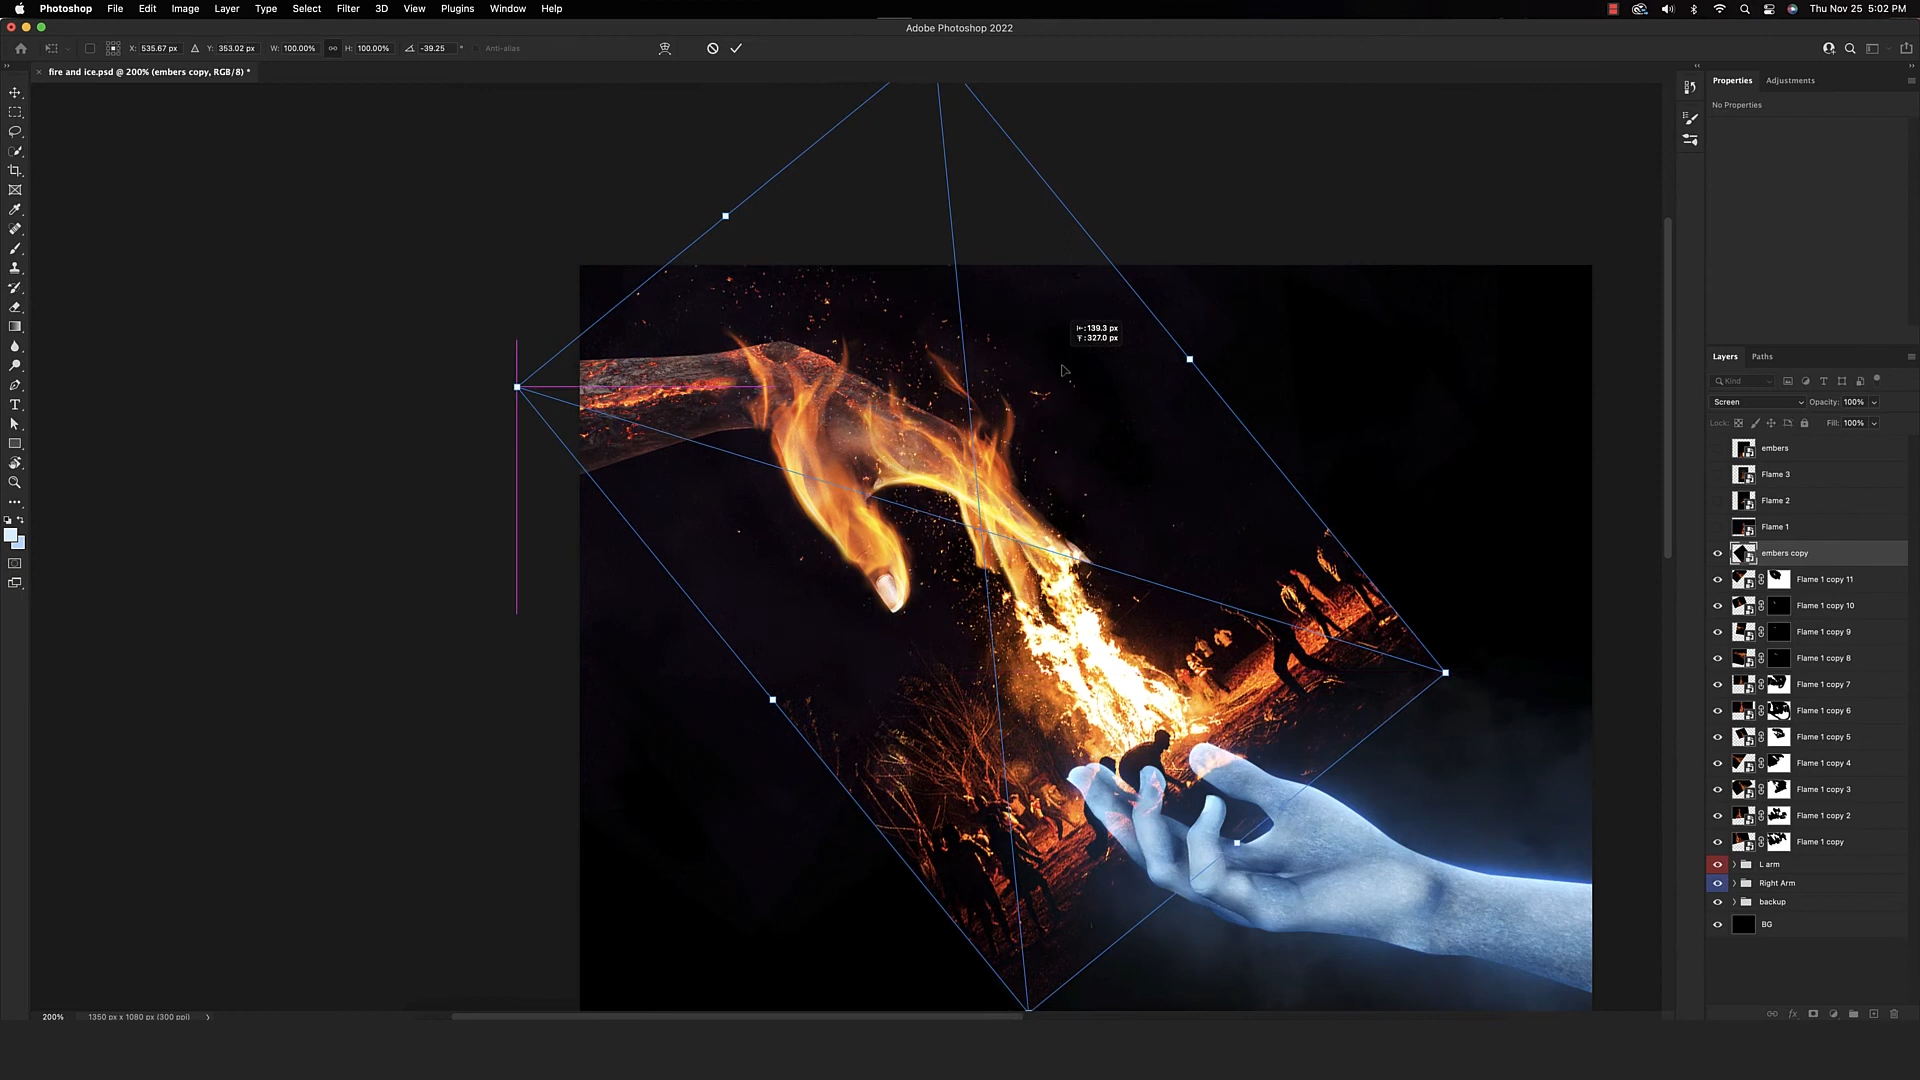 Photoshop File Edit Image Layer Type Select Filter 3D View Plugins Window Help Thu Nov 25 5:02 PM
Adobe Photoshop 2022
X: 535.67 px Y: 353.02 px W: 100.00% H: 100.00% -39.25 ° Anti-alias
× fire and ice.psd @ 200% (embers copy, RGB/8) *
Properties Adjustments
No Properties
139.3 px
327.0 px
Layers Paths
Kind
Screen Opacity: 100%
Lock: Fill: 100%
embers
Flame 3
Flame 2
Flame 1
embers copy
Flame 1 copy 11
Flame 1 copy 10
Flame 1 copy 9
Flame 1 copy 8
Flame 1 copy 7
Flame 1 copy 6
Flame 1 copy 5
Flame 1 copy 4
Flame 1 copy 3
Flame 1 copy 2
Flame 1 copy
L arm
Right Arm
backup
BG
200% 1350 px x 1080 px (300 ppi)